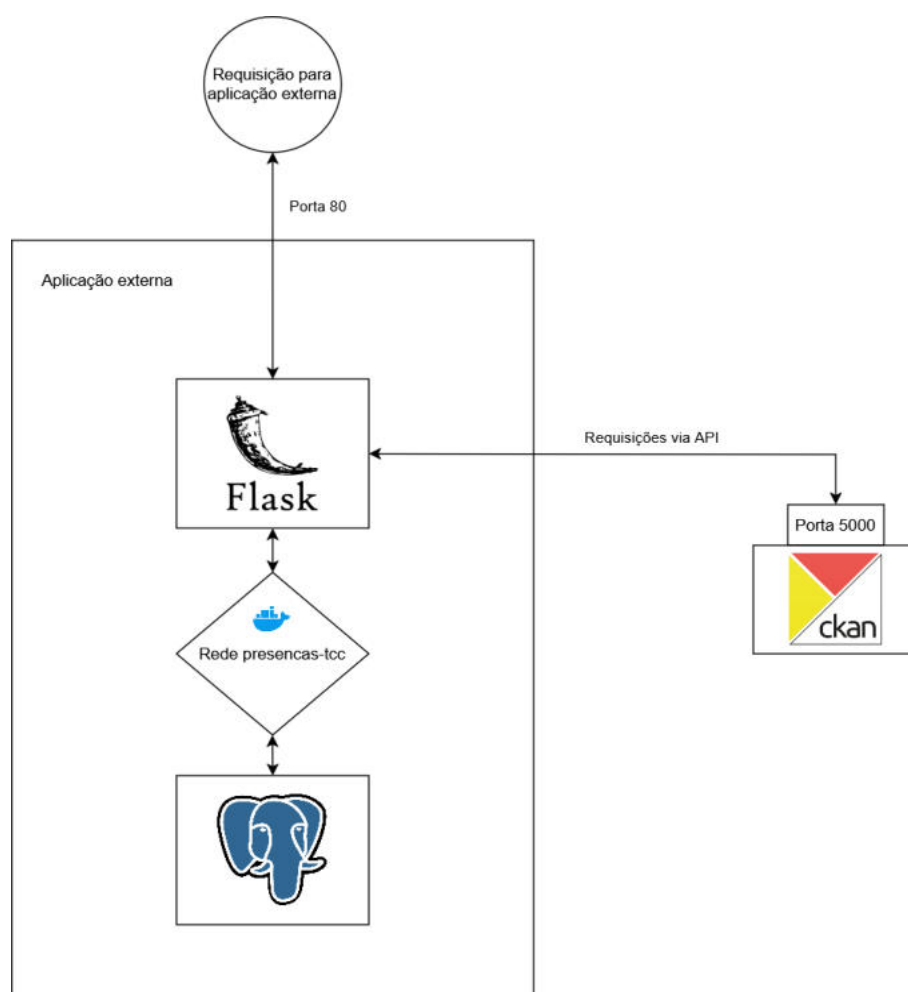 Requisição para
aplicação externa
Porta 80
Aplicação externa
Flask
Requisições via API
Porta 5000
ckan
Rede presencas-tcc